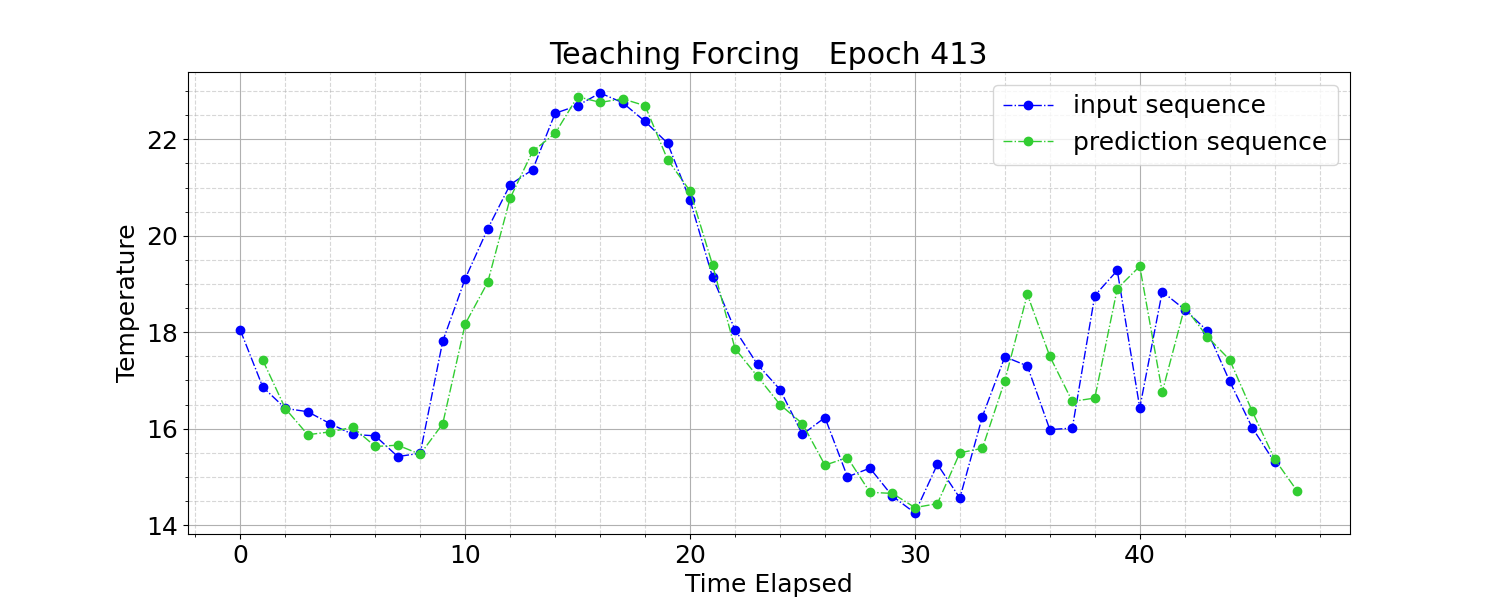 Teaching Forcing   Epoch 413
input sequence
prediction sequence
Temperature
22
20
18
16
14
0 10 20 30 40
Time Elapsed